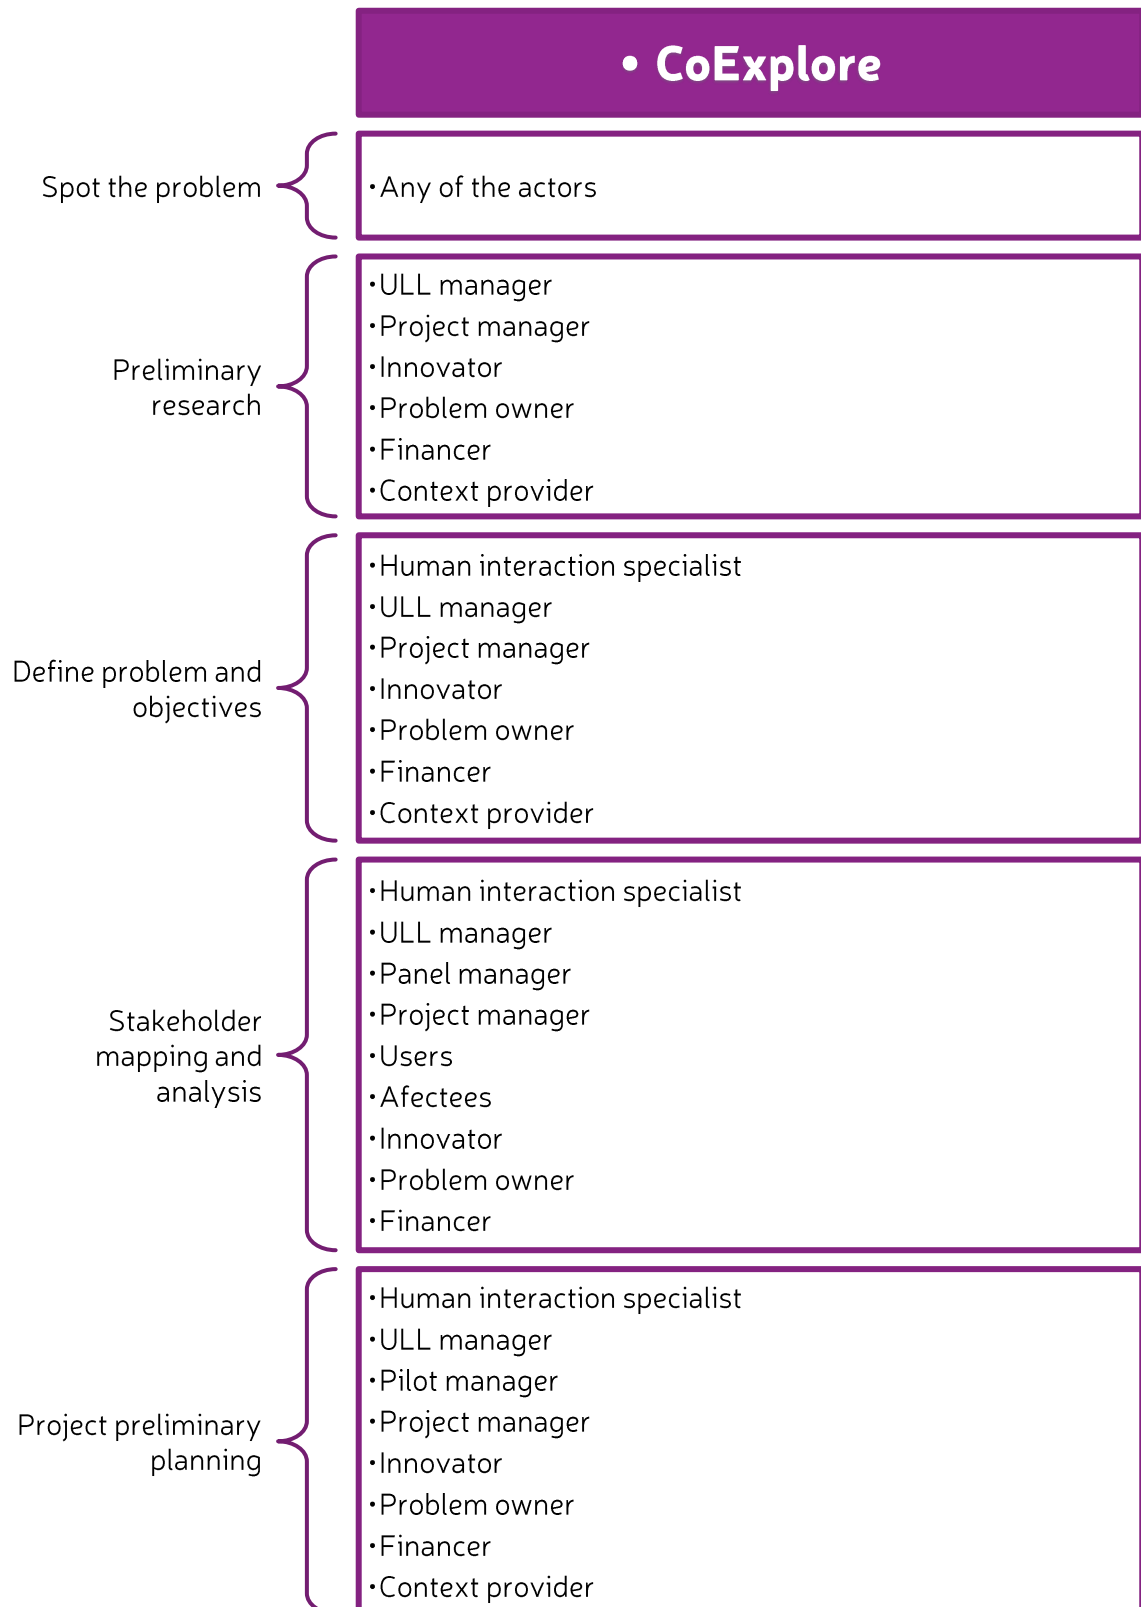 • CoExplore
Spot the problem
•Any of the actors
Preliminary
research
•ULL manager
•Project manager
•Innovator
•Problem owner
•Financer
•Context provider
Define problem and
objectives
•Human interaction specialist
•ULL manager
•Project manager
•Innovator
•Problem owner
•Financer
•Context provider
Stakeholder
mapping and
analysis
•Human interaction specialist
•ULL manager
•Panel manager
•Project manager
•Users
•Afectees
•Innovator
•Problem owner
•Financer
Project preliminary
planning
•Human interaction specialist
•ULL manager
•Pilot manager
•Project manager
•Innovator
•Problem owner
•Financer
•Context provider